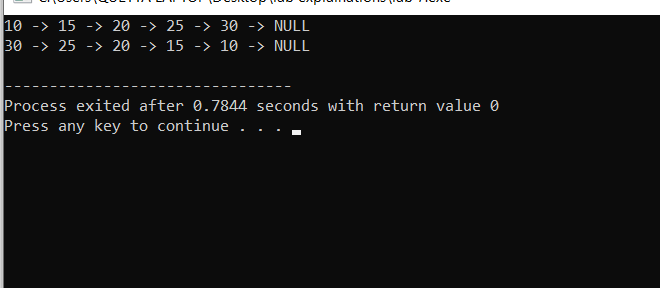 10 -> 15 -> 20 -> 25 -> 30 -> NULL
30 -> 25 -> 20 -> 15 -> 10 -> NULL
--------------------------------
Process exited after 0.7844 seconds with return value 0
Press any key to continue . . .